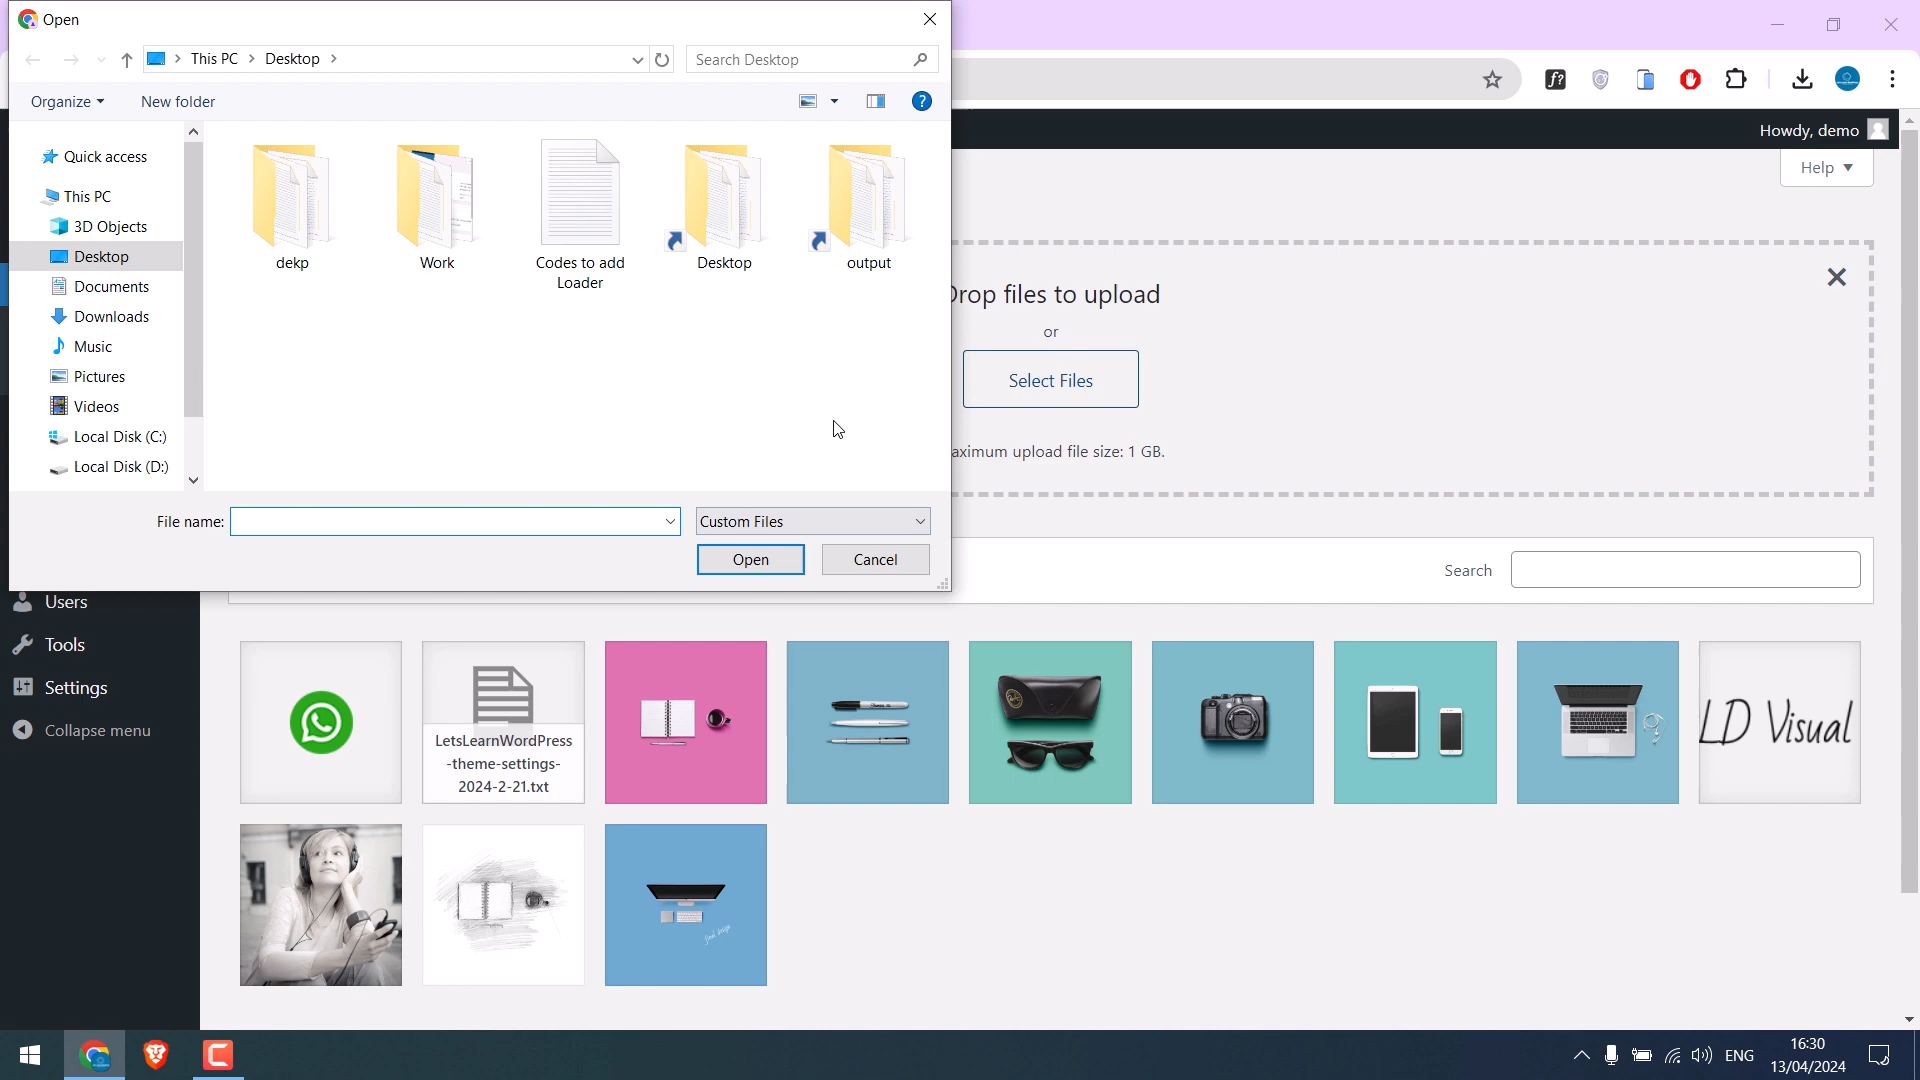 Open
This PC
Desktop
Search Desktop
Organize
New folder
Quick access
This PC
3D Objects
Desktop
Documents
Downloads
Music
Pictures
Videos
Local Disk (C:)
Local Disk (D:)
dekp
Work
Codes to add
Loader
Desktop
output
File name:
Custom Files
Open
Cancel
Howdy, demo
Help
Drop files to upload
or
Select Files
aximum upload file size: 1 GB.
Search
Users
Tools
Settings
Collapse menu
LetsLearnWordPress
-theme-settings-
2024-2-21.txt
LD Visual
ENG
16:30
13/04/2024